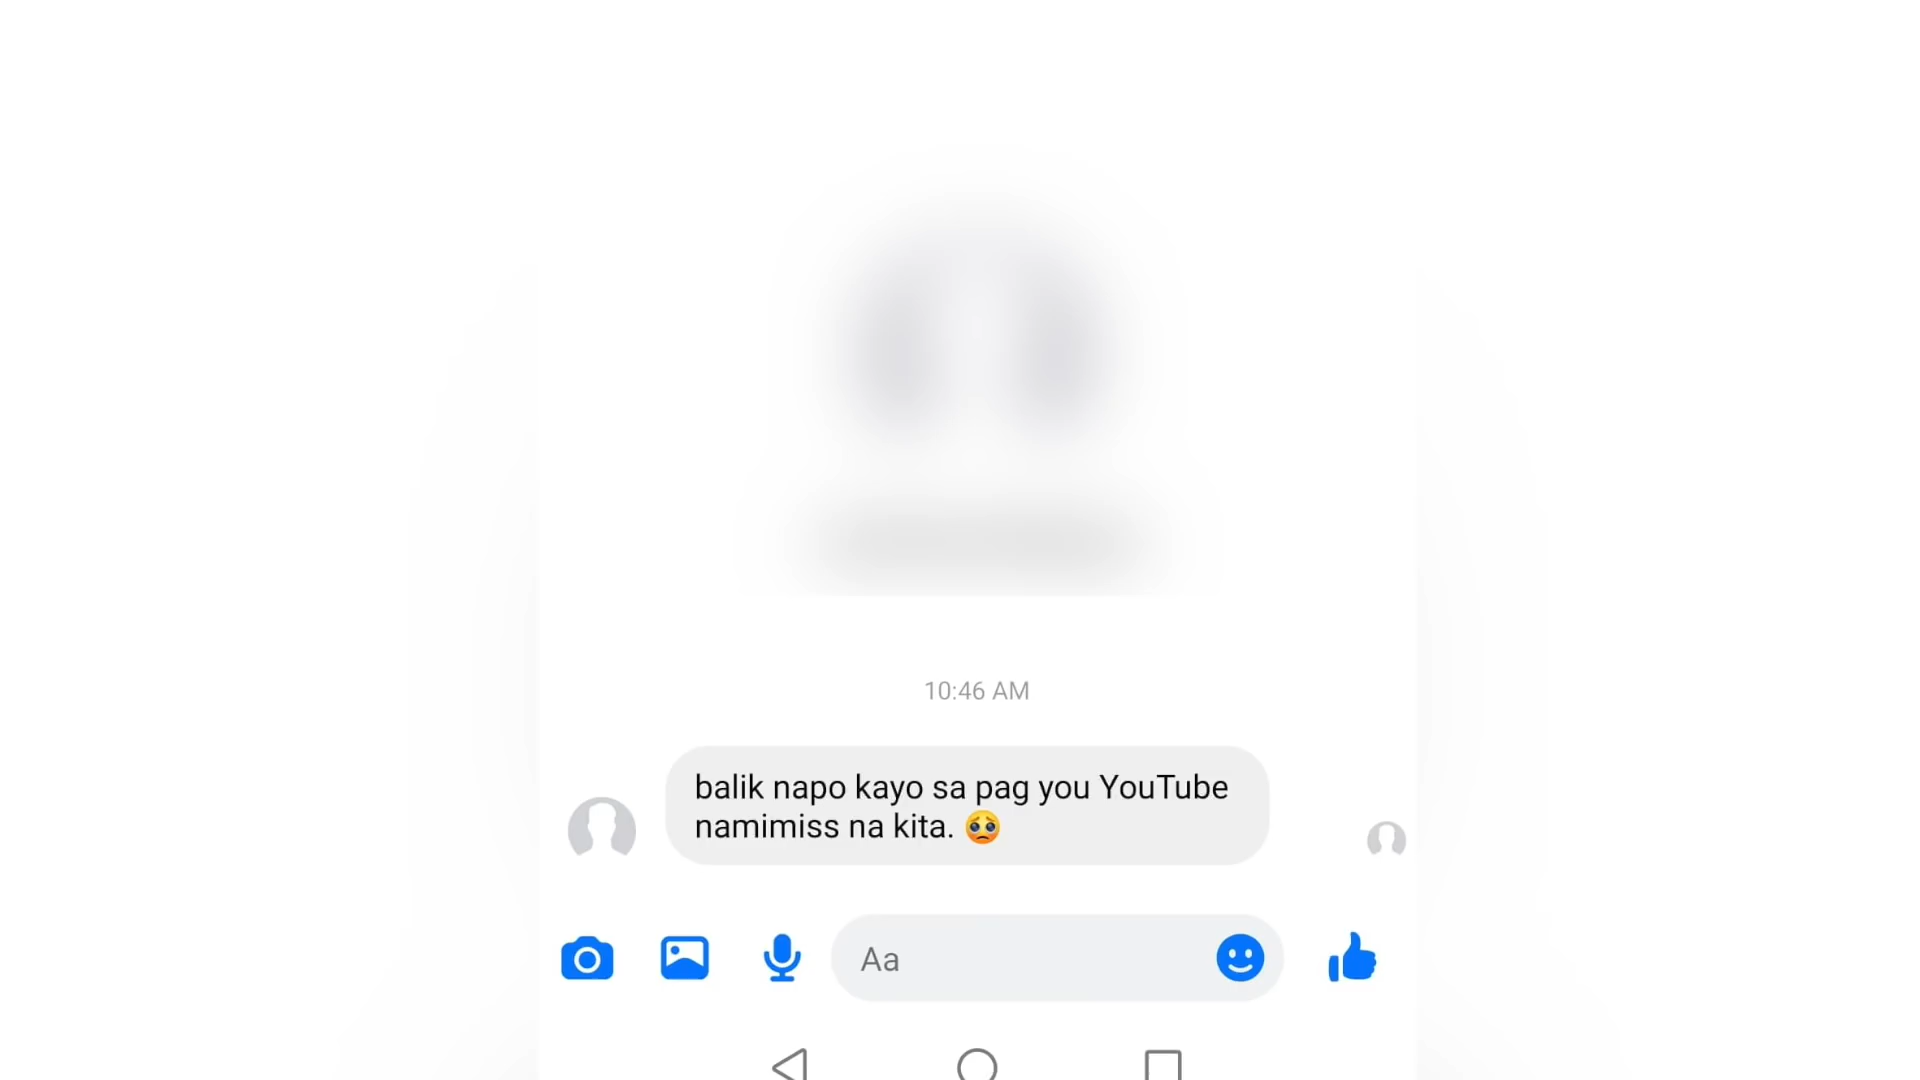 10:46 AM
balik napo kayo sa pag you YouTube
namimiss na kita. 🥺
Aa